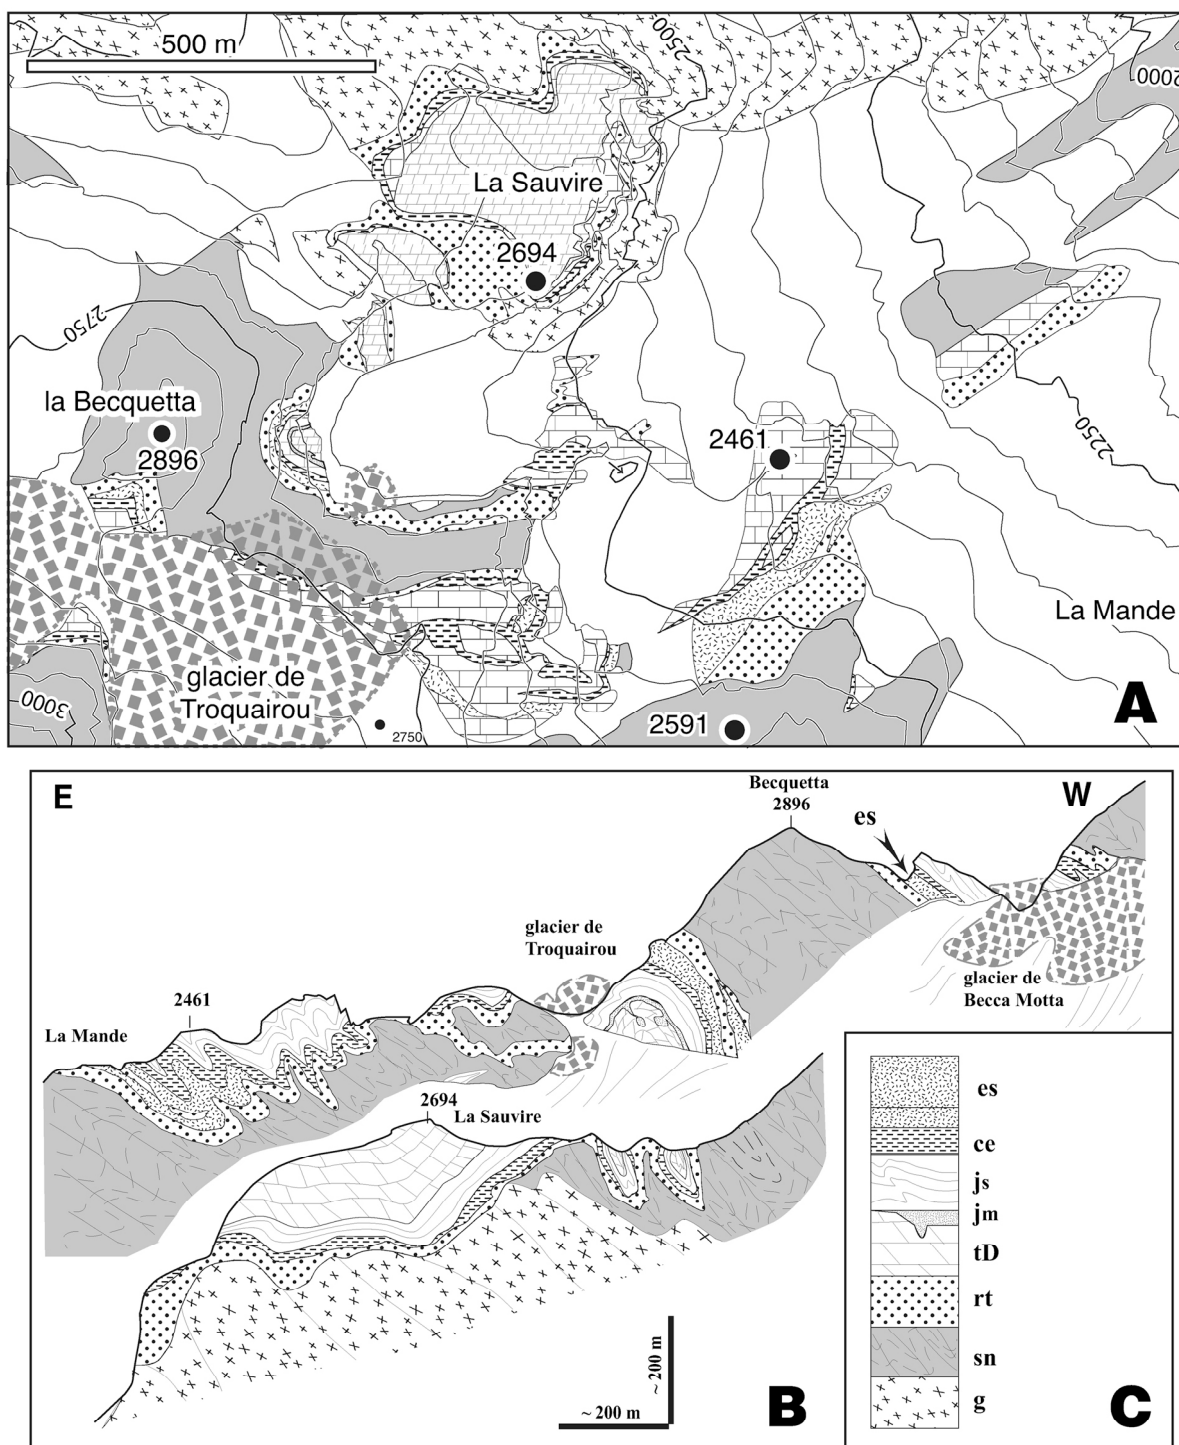 500 m
2500
2000
La Sauvire
2694
2750
la Becquetta
2896
2461
2250
La Mande
glacier de
Troquairou
3000
2750
2591
A
E
Becquetta
2896
W
es
glacier de
Troquairou
2461
La Mande
glacier de
Becca Motta
2694
La Sauvire
~ 200 m
~ 200 m
B
es
ce
js
jm
tD
rt
sn
g
C